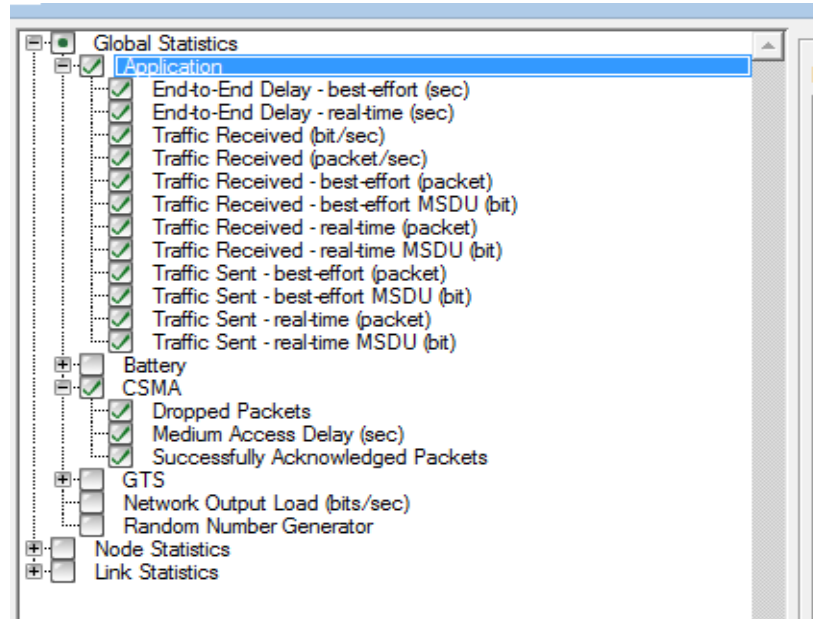 Global Statistics
Application
End-to-End Delay - best-effort (sec)
End-to-End Delay - real-time (sec)
Traffic Received (bit/sec)
Traffic Received (packet/sec)
Traffic Received - best-effort (packet)
Traffic Received - best-effort MSDU (bit)
Traffic Received - real-time (packet)
Traffic Received - real-time MSDU (bit)
Traffic Sent - best-effort (packet)
Traffic Sent - best-effort MSDU (bit)
Traffic Sent - real-time (packet)
Traffic Sent - real-time MSDU (bit)
Battery
CSMA
Dropped Packets
Medium Access Delay (sec)
Successfully Acknowledged Packets
GTS
Network Output Load (bits/sec)
Random Number Generator
Node Statistics
Link Statistics